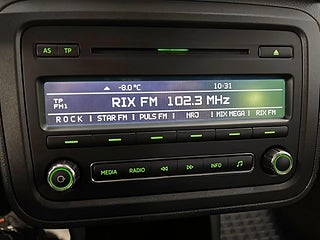 AS TP
-8.0°C 10:31
TP
FM1 RIX FM 102.3 MHz
ROCK STAR FM PULS FM NRJ MIX MEGA RIX FM
MEDIA RADIO INFO